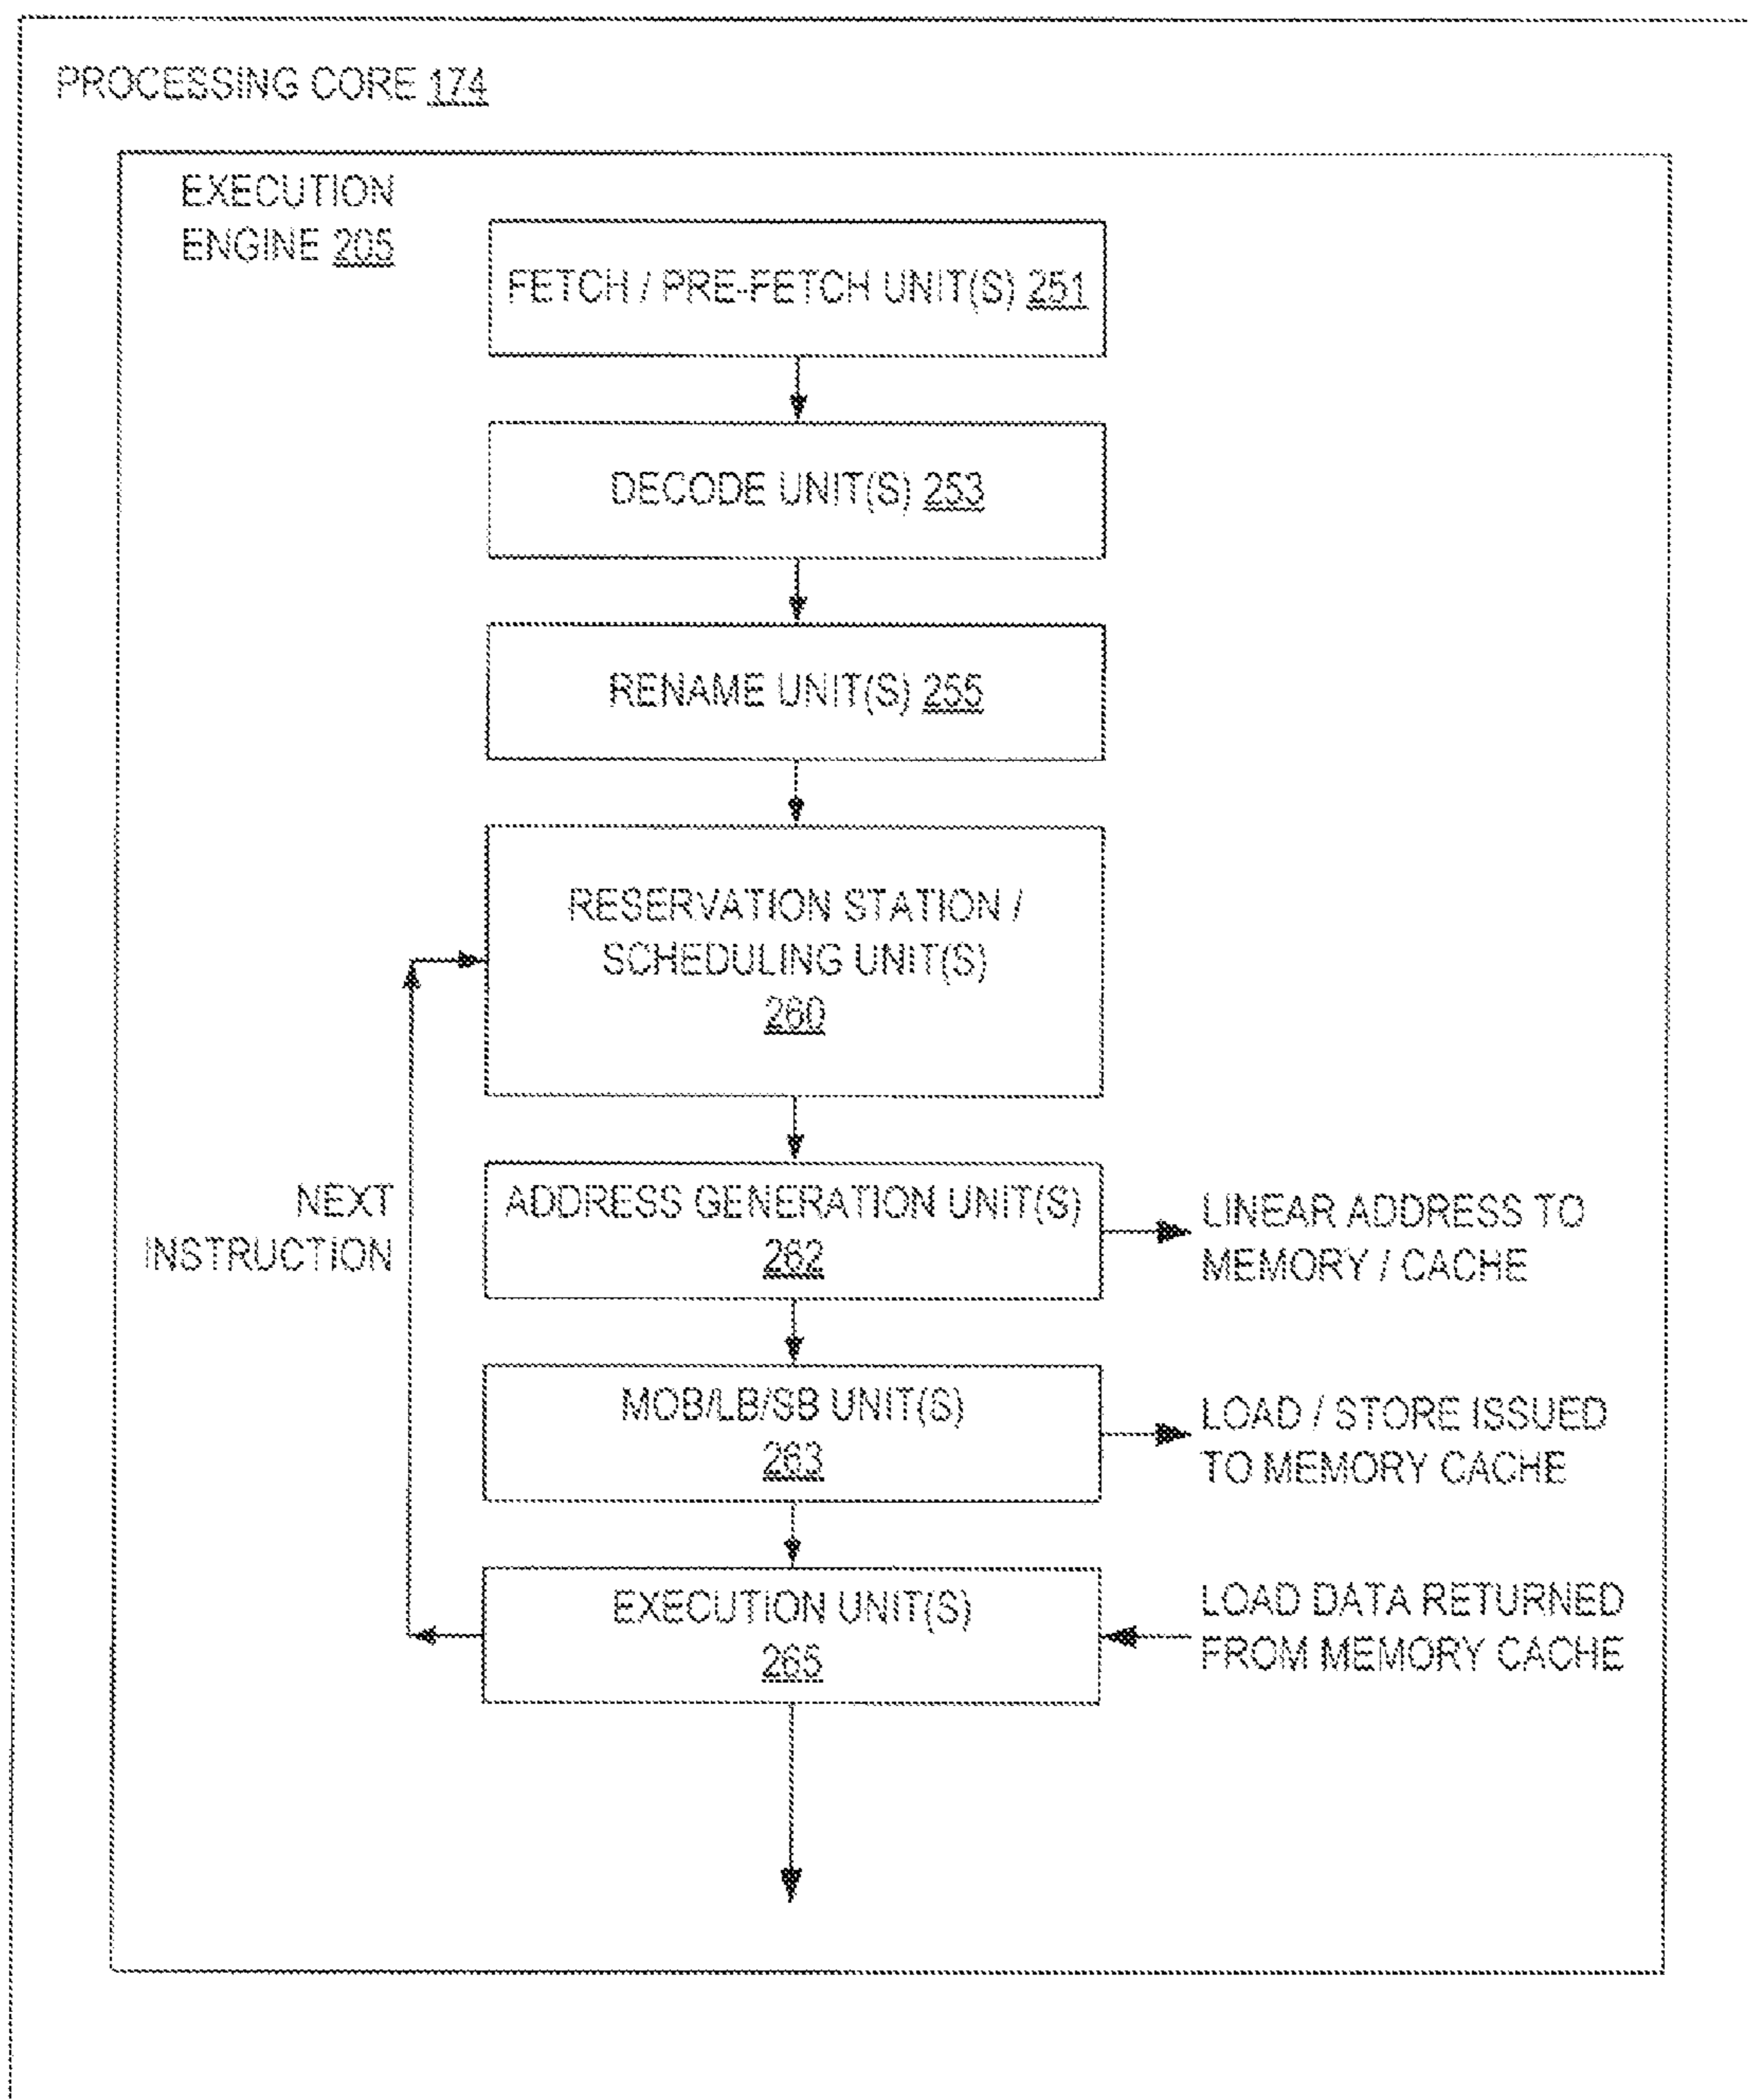 PROCESSING CORE 174
EXECUTION
ENGINE 205
FETCH / PRE-FETCH UNIT(S) 251
DECODE UNIT(S) 253
RENAME UNIT(S) 255
RESERVATION STATION /
SCHEDULING UNIT(S)
260
NEXT
INSTRUCTION
ADDRESS GENERATION UNIT(S)
262
LINEAR ADDRESS TO
MEMORY / CACHE
MOB/LB/SB UNIT(S)
263
LOAD / STORE ISSUED
TO MEMORY CACHE
EXECUTION UNIT(S)
265
LOAD DATA RETURNED
FROM MEMORY CACHE